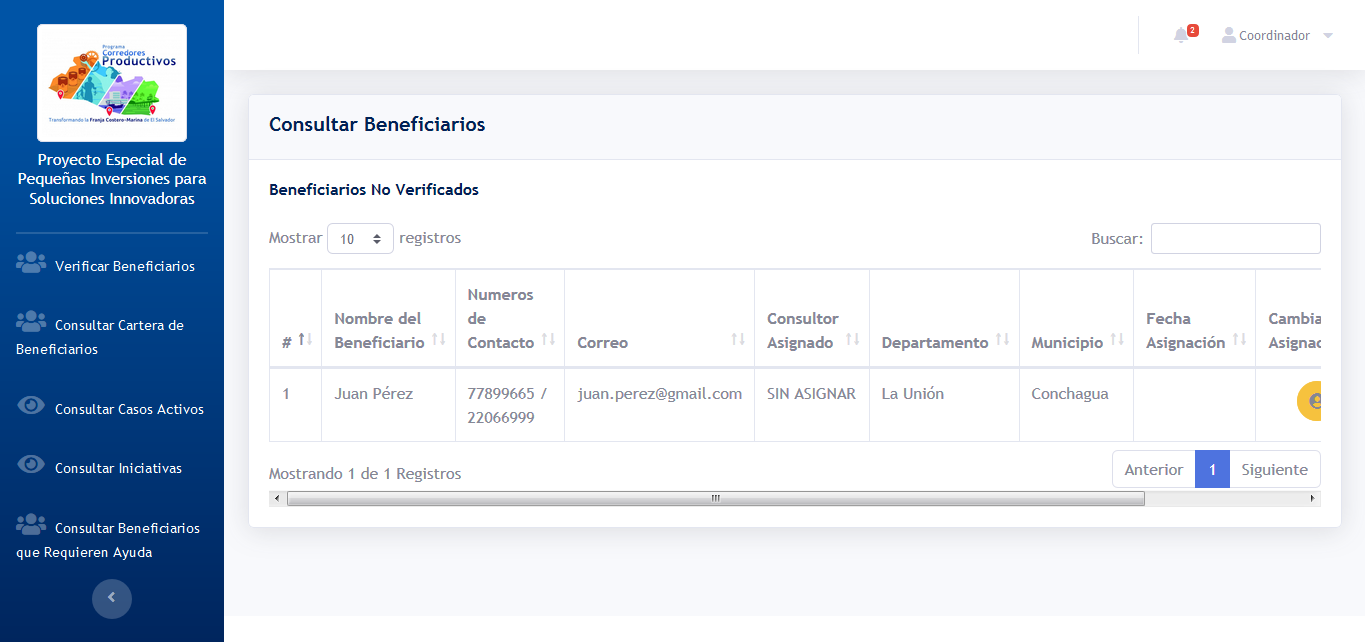 Programa
Corredores
Productivos
Transformando la Franja Costero-Marina de El Salvador
Proyecto Especial de
Pequeñas Inversiones para
Soluciones Innovadoras
Verificar Beneficiarios
Consultar Cartera de
Beneficiarios
Consultar Casos Activos
Consultar Iniciativas
Consultar Beneficiarios
que Requieren Ayuda
2
Coordinador
Consultar Beneficiarios
Beneficiarios No Verificados
Mostrar 10 registros
Buscar:
#
Nombre del
Beneficiario
Numeros
de
Contacto
Correo
Consultor
Asignado
Departamento
Municipio
Fecha
Asignación
Cambia
Asignac
1
Juan Pérez
77899665 /
22066999
juan.perez@gmail.com
SIN ASIGNAR
La Unión
Conchagua
Mostrando 1 de 1 Registros
Anterior 1 Siguiente